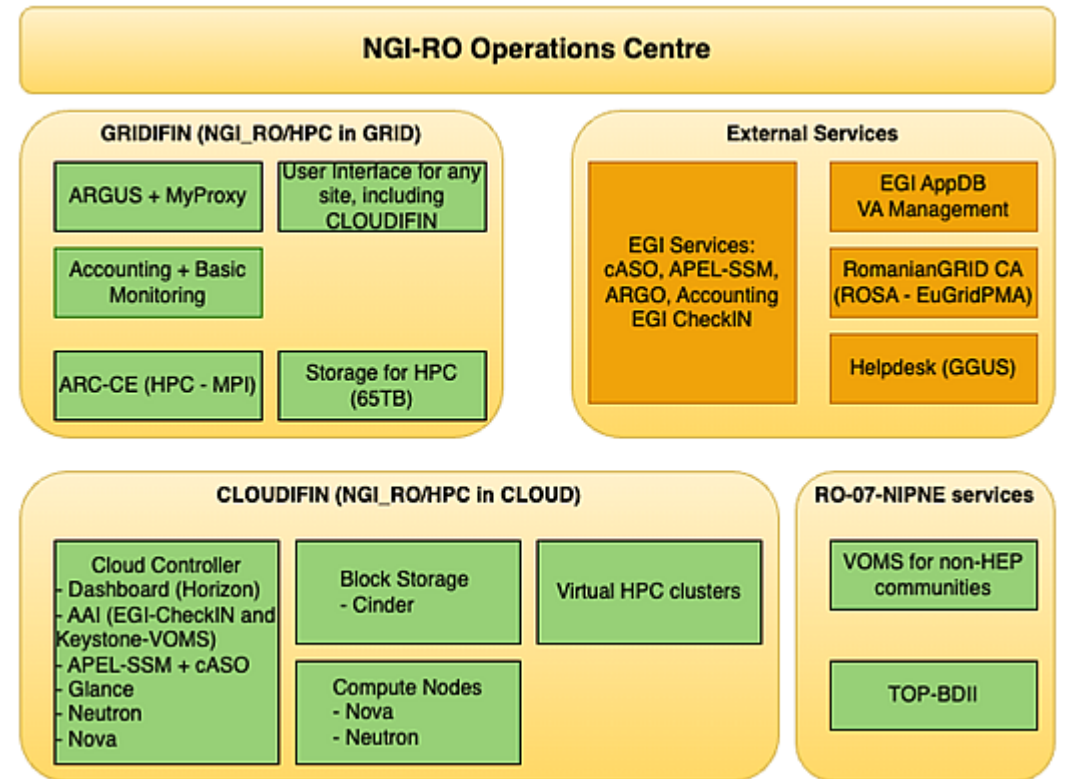 NGI-RO Operations Centre
GRIDIFIN (NGI_RO/HPC in GRID)
ARGUS + MyProxy
User Interface for any
site, including
CLOUDIFIN
Accounting + Basic
Monitoring
ARC-CE (HPC - MPI)
Storage for HPC
(65TB)
External Services
EGI Services:
cASO, APEL-SSM,
ARGO, Accounting
EGI CheckIN
EGI AppDB
VA Management
RomanianGRID CA
(ROSA - EuGridPMA)
Helpdesk (GGUS)
CLOUDIFIN (NGI_RO/HPC in CLOUD)
Cloud Controller
- Dashboard (Horizon)
- AAI (EGI-CheckIN and
Keystone-VOMS)
- APEL-SSM + cASO
- Glance
- Neutron
- Nova
Block Storage
- Cinder
Compute Nodes
- Nova
- Neutron
Virtual HPC clusters
RO-07-NIPNE services
VOMS for non-HEP
communities
TOP-BDII